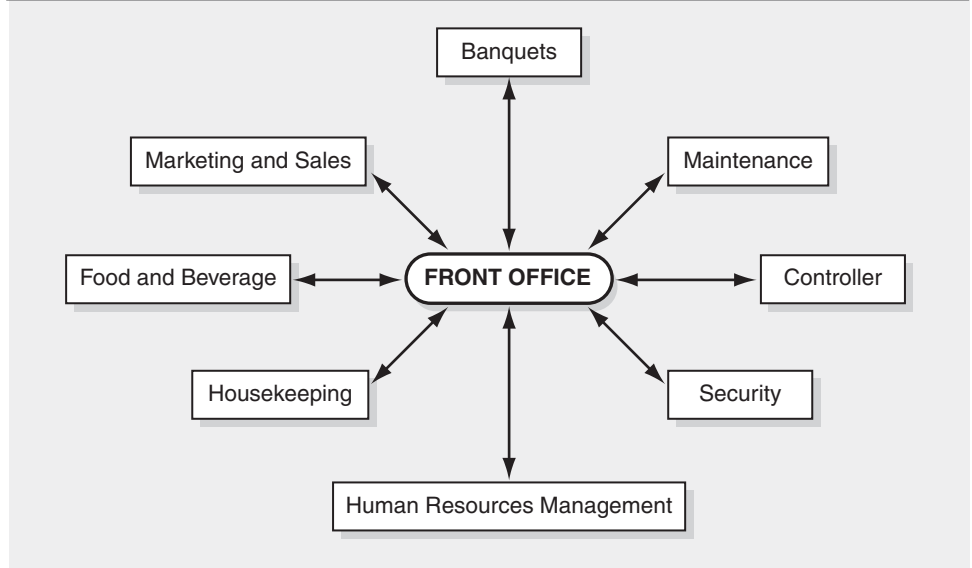 Banquets
Marketing and Sales
Maintenance
Food and Beverage
FRONT OFFICE
Controller
Housekeeping
Security
Human Resources Management